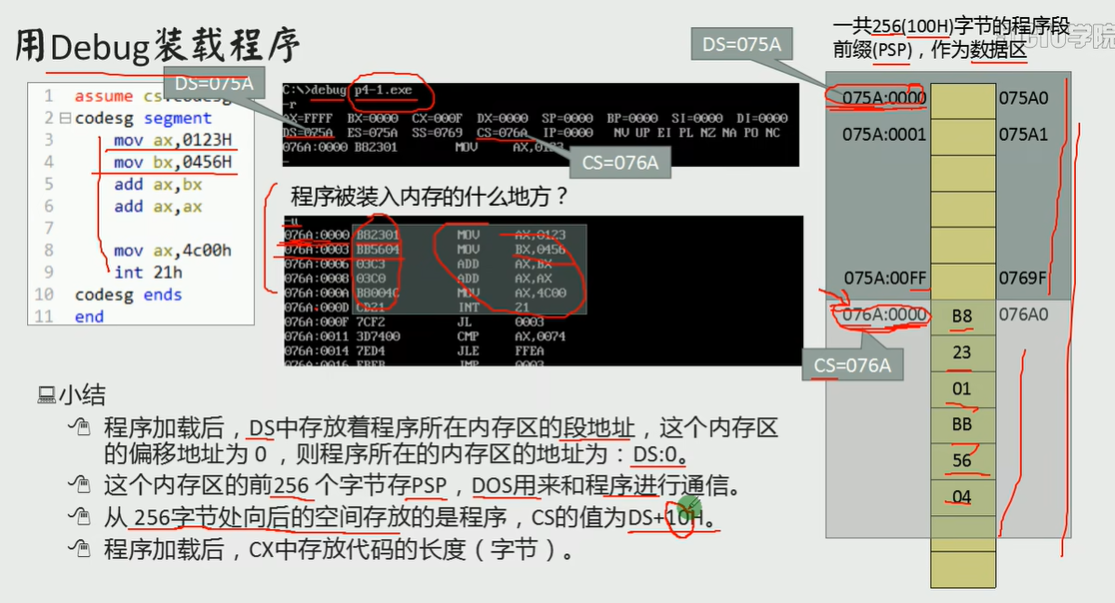 用Debug装载程序
一共256(100H)字节的程序段
前缀(PSP)，作为数据区
DS=075A
DS=075A
1 assume cs:codesg
2 codesg segment
3 mov ax,0123H
4 mov bx,0456H
5 add ax,bx
6 add ax,ax
7
8 mov ax,4c00h
9 int 21h
10 codesg ends
11 end
C:\>debug p4-1.exe
-r
AX=FFFF BX=0000 CX=000F DX=0000 SP=0000 BP=0000 SI=0000 DI=0000
DS=075A ES=075A SS=0769 CS=076A IP=0000 NV UP EI PL NZ NA PO NC
076A:0000 B82301 MOV AX,0123
-
CS=076A
程序被装入内存的什么地方？
-u
076A:0000 B82301 MOV AX,0123
076A:0003 BB5604 MOV BX,0456
076A:0006 03C3 ADD AX,BX
076A:0008 03C0 ADD AX,AX
076A:000A B8004C MOV AX,4C00
076A:000D CD21 INT 21
076A:000F 7CF2 JL 0003
076A:0011 3D7400 CMP AX,0074
076A:0014 7ED4 JLE FFEA
075A:0000 075A0
075A:0001 075A1
075A:00FF 0769F
076A:0000 B8 076A0
23
01
BB
56
04
CS=076A
小结
程序加载后，DS中存放着程序所在内存区的段地址，这个内存区
的偏移地址为 0 ，则程序所在的内存区的地址为：DS:0。
这个内存区的前256 个字节存PSP，DOS用来和程序进行通信。
从 256字节处向后的空间存放的是程序，CS的值为DS+10H。
程序加载后，CX中存放代码的长度（字节）。